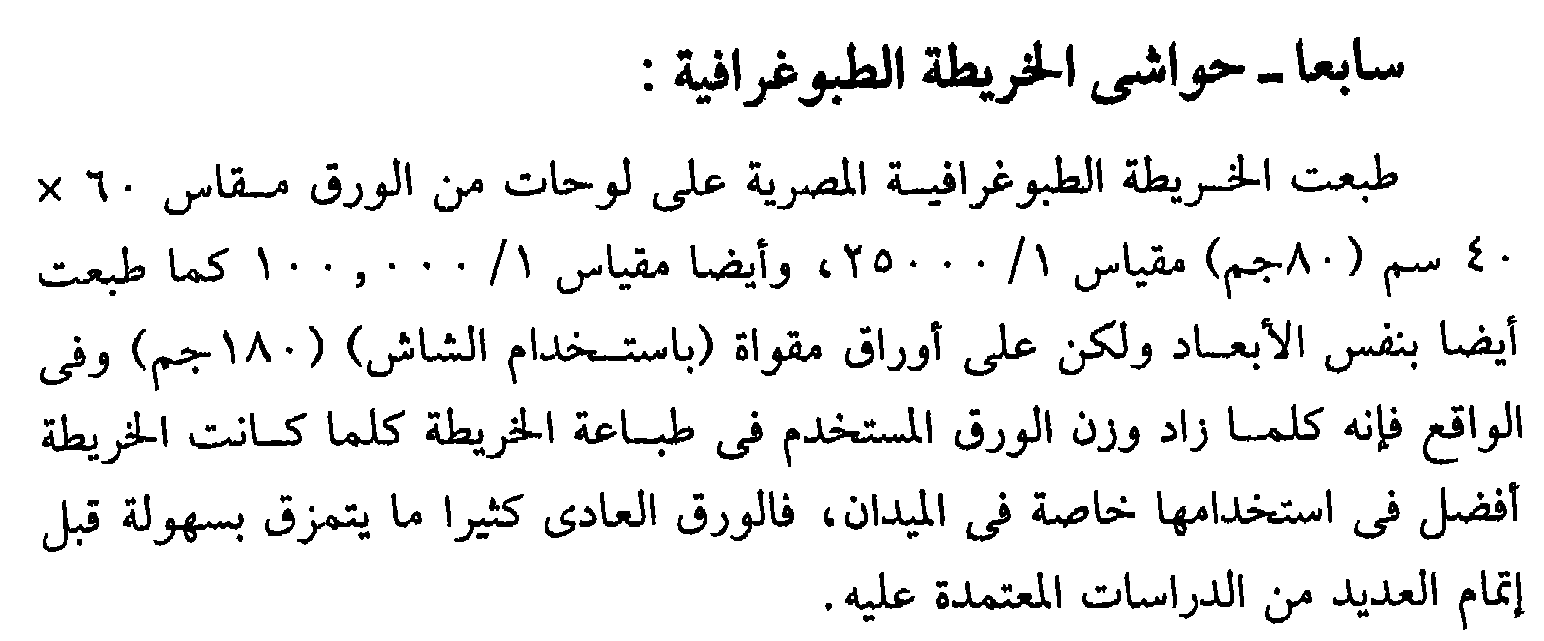 سابعا ـ حواشى الخريطة الطبوغرافية :
طبعت الخريطة الطبوغرافية المصرية على لوحات من الورق مقاس ٦٠ ×
٤٠ سم (٨٠جم) مقياس ١/ ٢٥٠٠٠، وأيضا مقياس ١/ ١٠٠,٠٠٠ كما طبعت
أيضا بنفس الأبعاد ولكن على أوراق مقواة (باستخدام الشاش) (١٨٠جم) وفى
الواقع فإنه كلما زاد وزن الورق المستخدم فى طباعة الخريطة كلما كانت الخريطة
أفضل فى استخدامها خاصة فى الميدان، فالورق العادى كثيرا ما يتمزق بسهولة قبل
إتمام العديد من الدراسات المعتمدة عليه.